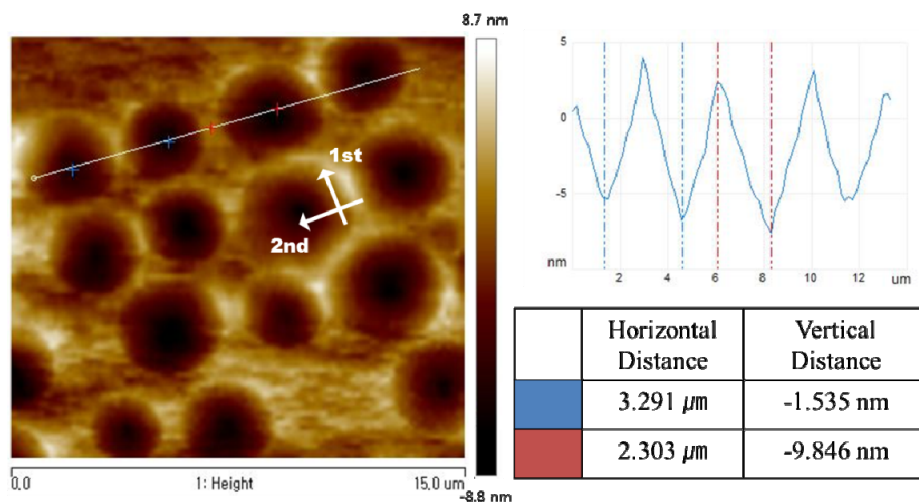 8.7 nm
1st
2nd
0.0
1: Height
15.0 um
-8.8 nm
5
0
-5
nm
2
4
6
8
10
12
um
Horizontal
Distance
Vertical
Distance
3.291 ㎛
-1.535 nm
2.303 ㎛
-9.846 nm